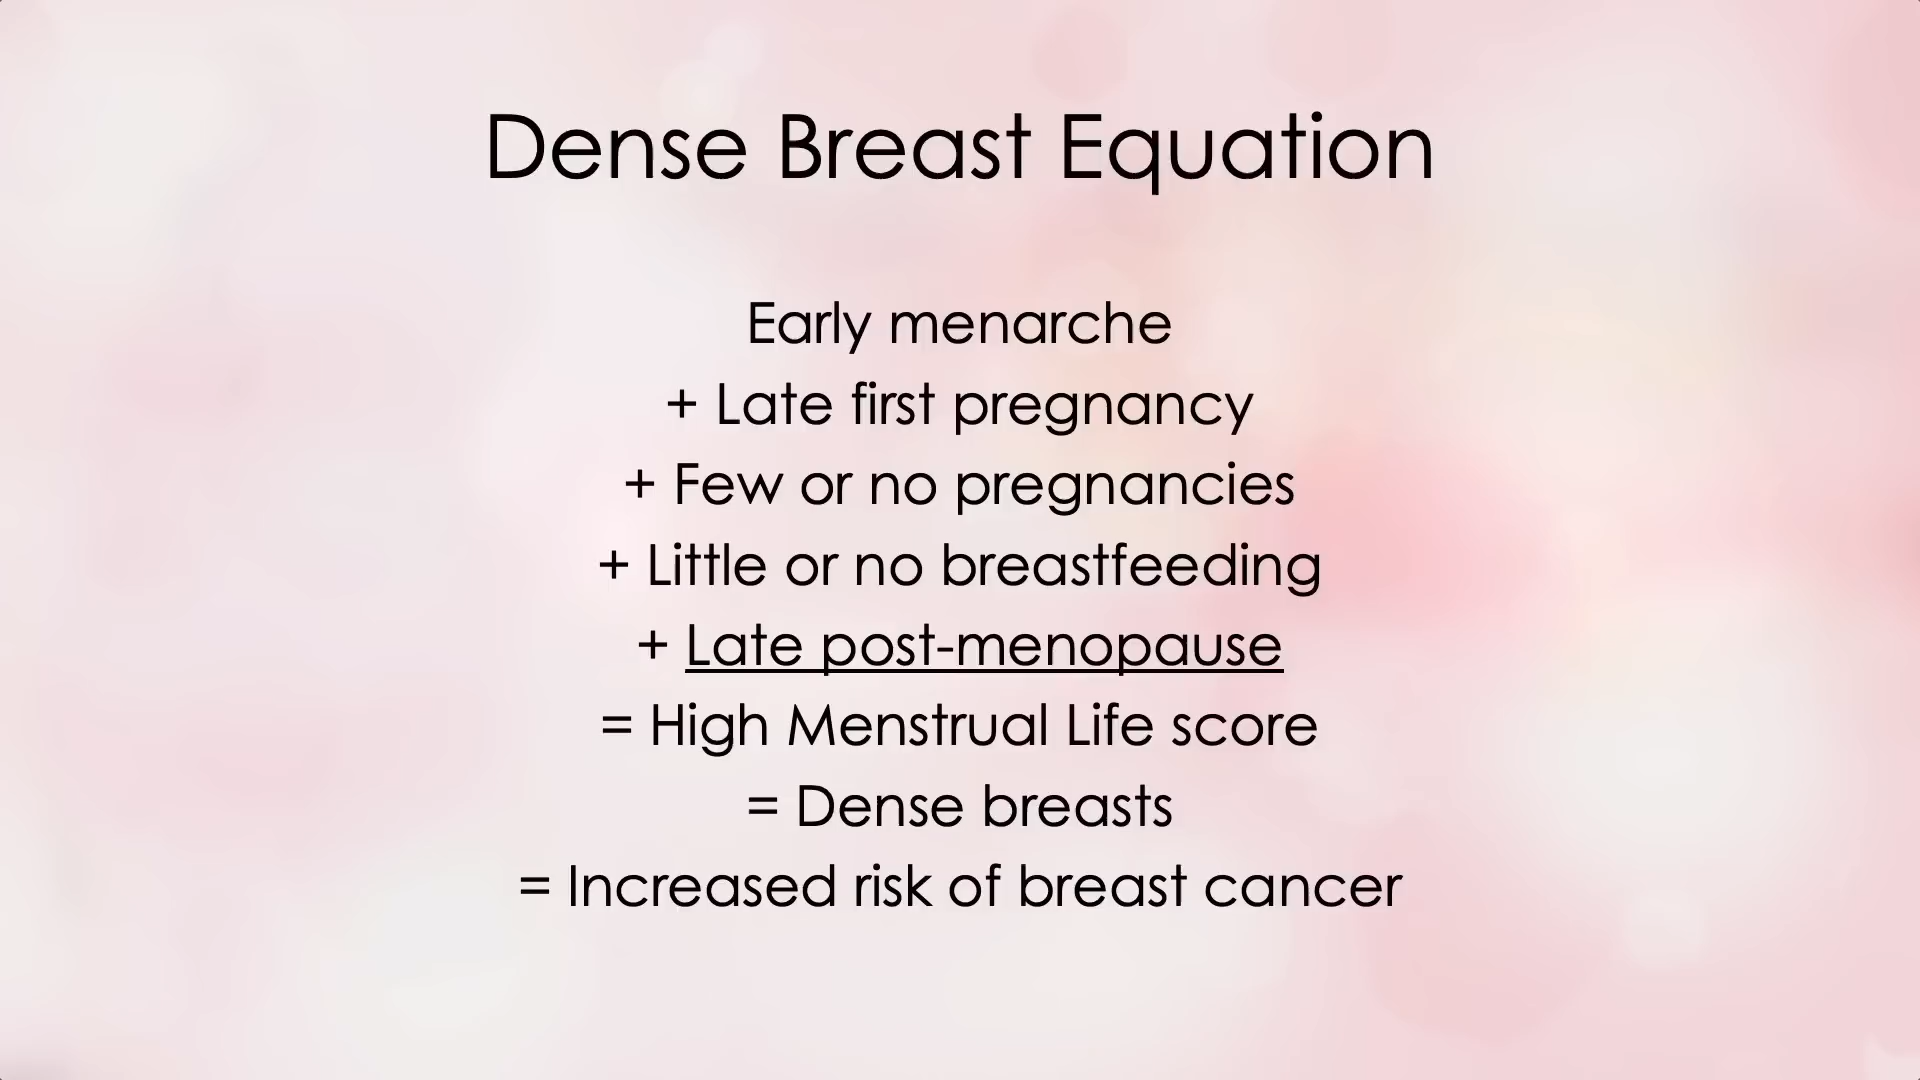 Dense Breast Equation
Early menarche
+ Late first pregnancy
+ Few or no pregnancies
+ Little or no breastfeeding
+ Late post-menopause
= High Menstrual Life score
= Dense breasts
= Increased risk of breast cancer